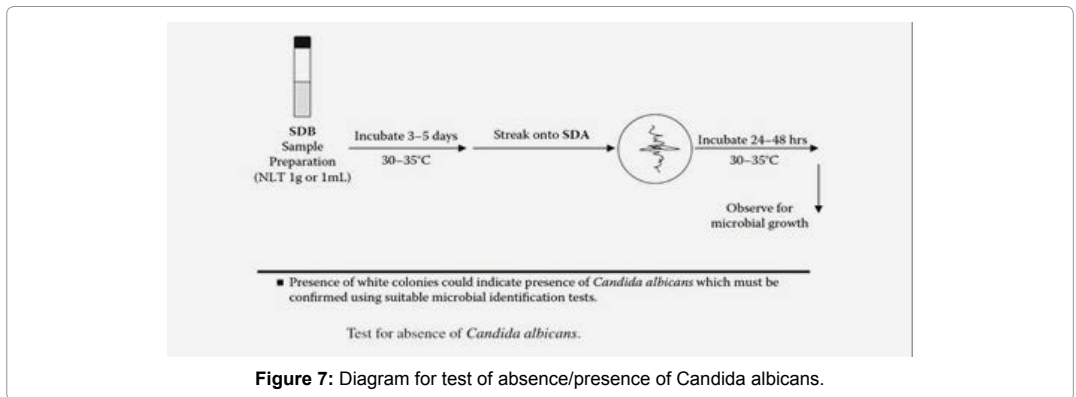 SDB
Sample
Preparation
(NLT 1g or 1mL)
Incubate 3–5 days
30–35°C
Streak onto SDA
Incubate 24–48 hrs
30–35°C
Observe for
microbial growth
■ Presence of white colonies could indicate presence of Candida albicans which must be
confirmed using suitable microbial identification tests.
Test for absence of Candida albicans.
Figure 7: Diagram for test of absence/presence of Candida albicans.